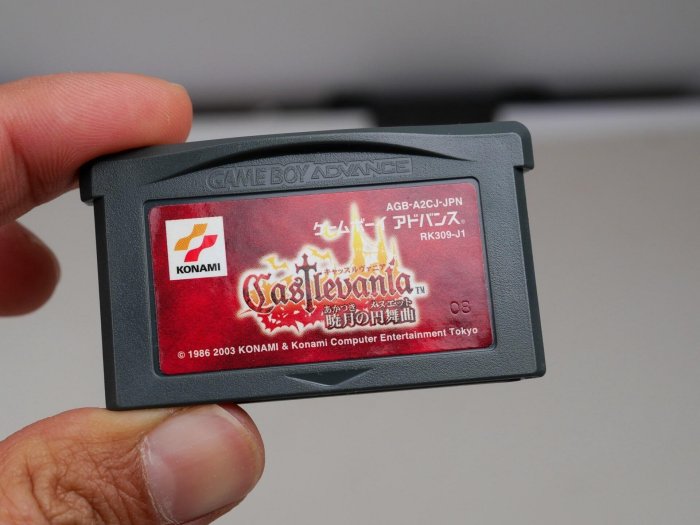 GAME BOY ADVANCE
AGB-A2CJ-JPN
ゲームボーイ アドバンス®
RK309-J1
KONAMI
キャッスルヴァニア
Castlevania™
あかつき メヌエット
暁月の円舞曲
03
© 1986 2003 KONAMI & Konami Computer Entertainment Tokyo